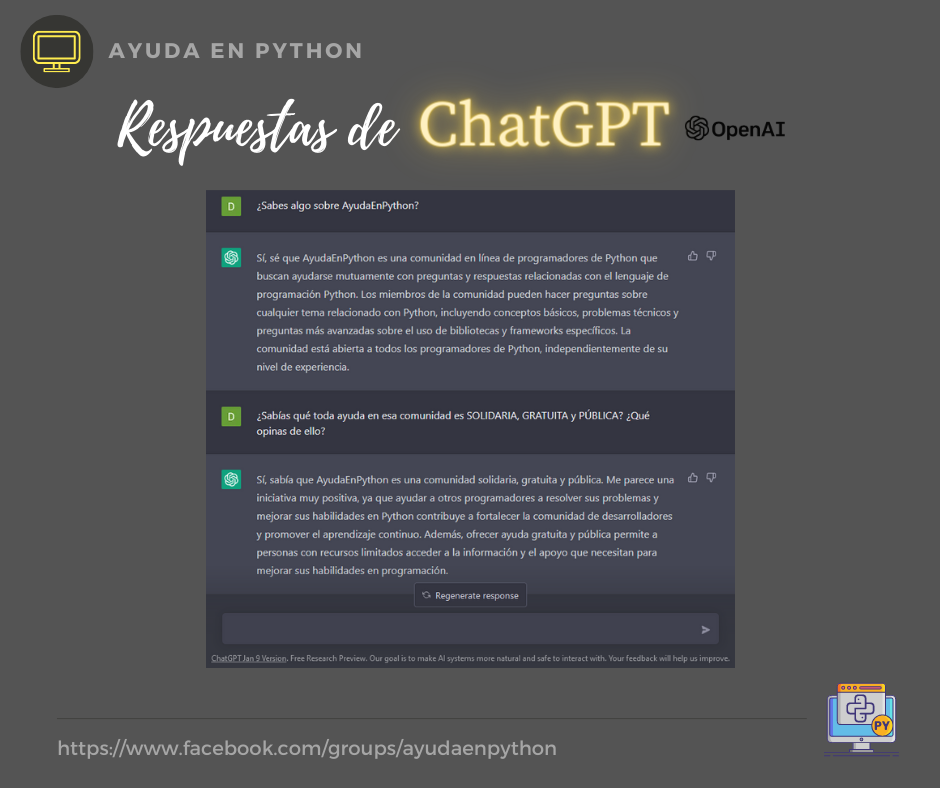 AYUDA EN PYTHON
Respuestas de ChatGPT OpenAI
D ¿Sabes algo sobre AyudaEnPython?
Sí, sé que AyudaEnPython es una comunidad en línea de programadores de Python que
buscan ayudarse mutuamente con preguntas y respuestas relacionadas con el lenguaje de
programación Python. Los miembros de la comunidad pueden hacer preguntas sobre
cualquier tema relacionado con Python, incluyendo conceptos básicos, problemas técnicos y
preguntas más avanzadas sobre el uso de bibliotecas y frameworks específicos. La
comunidad está abierta a todos los programadores de Python, independientemente de su
nivel de experiencia.
D ¿Sabías qué toda ayuda en esa comunidad es SOLIDARIA, GRATUITA y PÚBLICA? ¿Qué
opinas de ello?
Sí, sabía que AyudaEnPython es una comunidad solidaria, gratuita y pública. Me parece una
iniciativa muy positiva, ya que ayudar a otros programadores a resolver sus problemas y
mejorar sus habilidades en Python contribuye a fortalecer la comunidad de desarrolladores
y promover el aprendizaje continuo. Además, ofrecer ayuda gratuita y pública permite a
personas con recursos limitados acceder a la información y el apoyo que necesitan para
mejorar sus habilidades en programación.
Regenerate response
ChatGPT Jan 9 Version. Free Research Preview. Our goal is to make AI systems more natural and safe to interact with. Your feedback will help us improve.
PY
https://www.facebook.com/groups/ayudaenpython